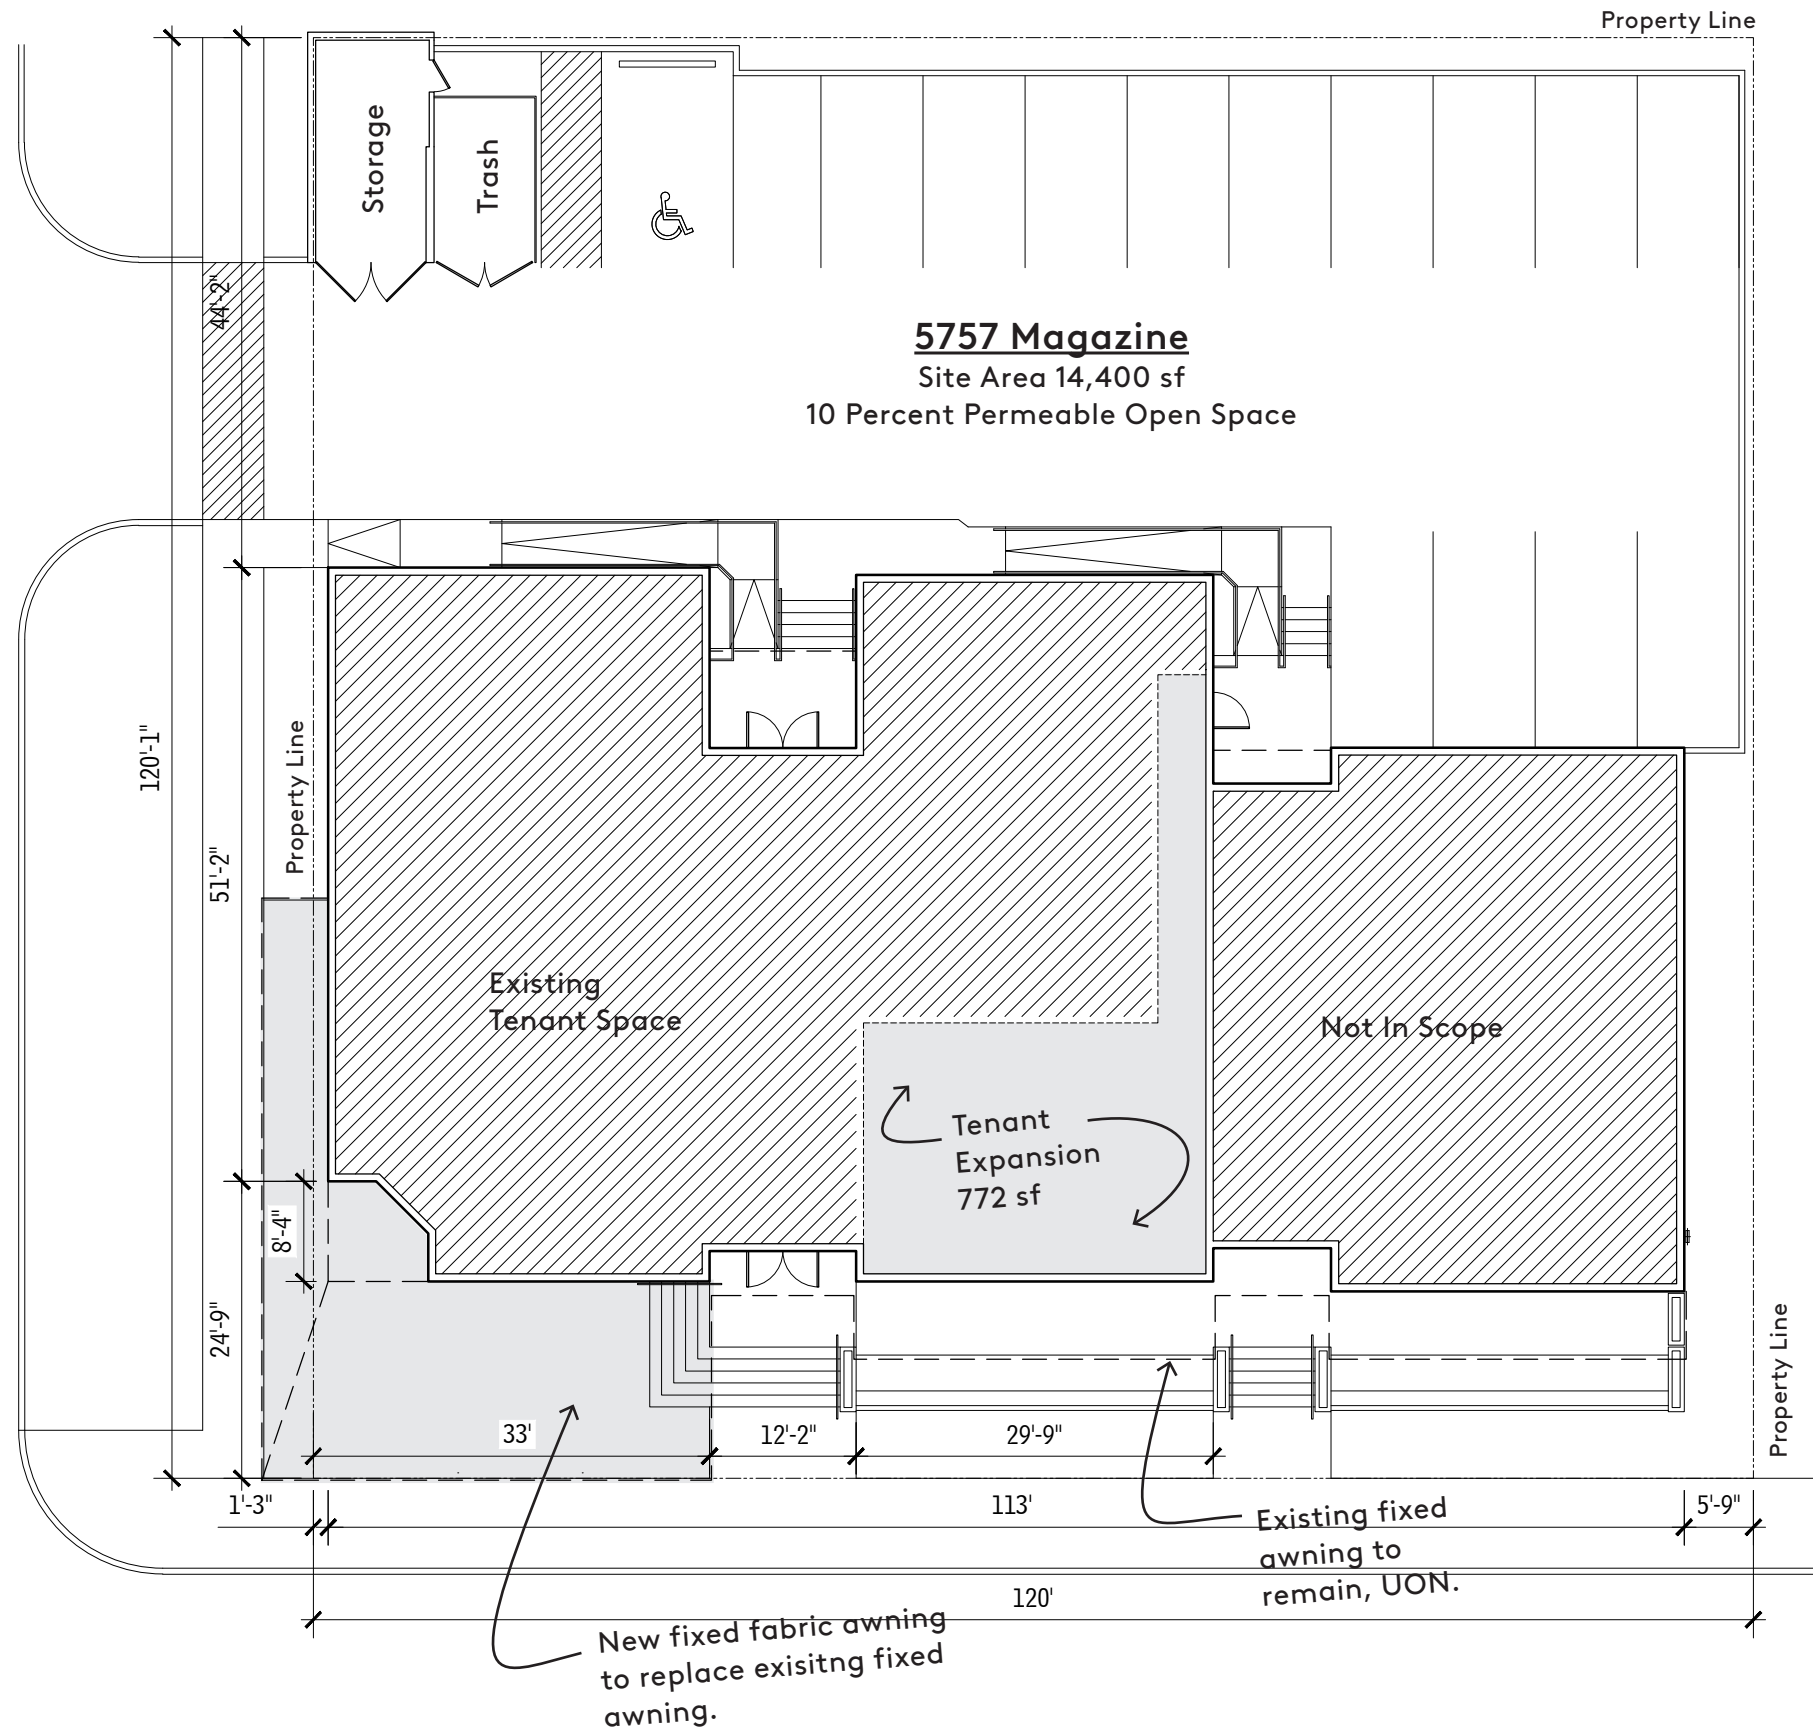 Property Line
Storage
Trash
44'-2"
5757 Magazine
Site Area 14,400 sf
10 Percent Permeable Open Space
120'-1"
Property Line
51'-2"
Existing
Tenant Space
Not In Scope
Tenant
Expansion
772 sf
8'-4"
24'-9"
Property Line
33'
12'-2"
29'-9"
1'-3"
113'
5'-9"
Existing fixed
awning to
remain, UON.
120'
New fixed fabric awning
to replace exisitng fixed
awning.